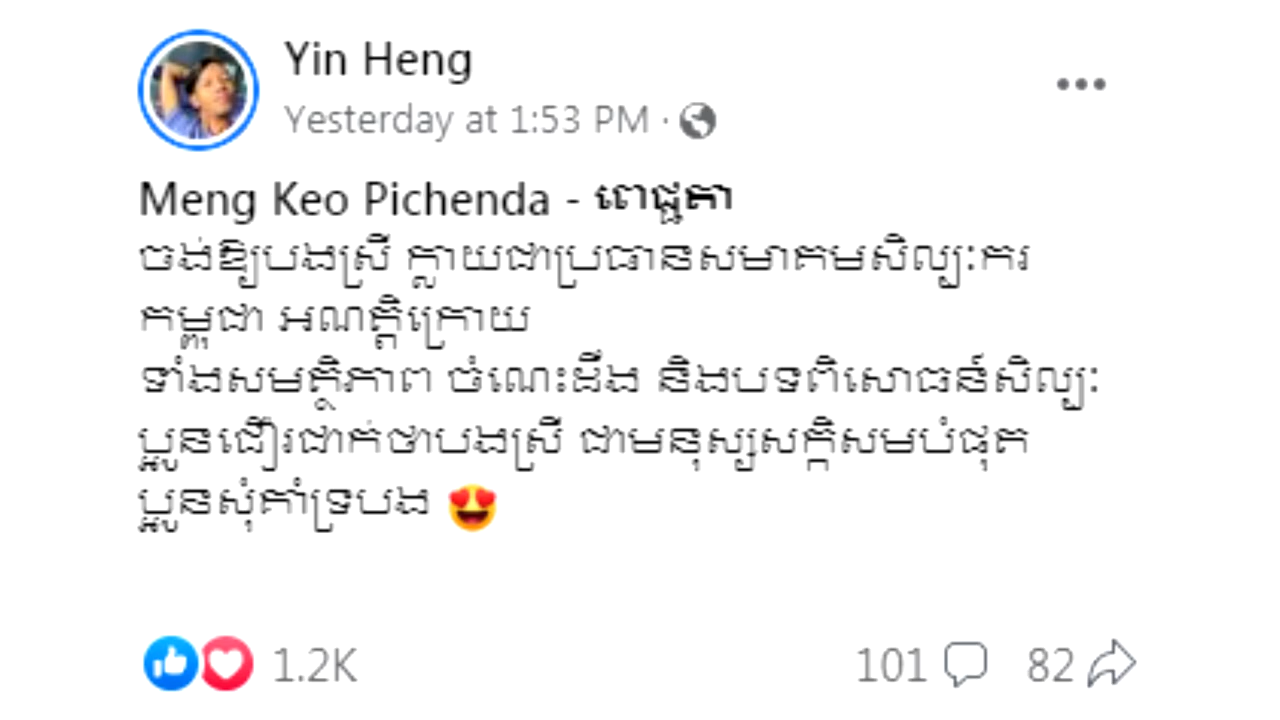 Yin Heng
Yesterday at 1:53 PM ·
Meng Keo Pichenda - ពេជ្ឈតា
ចង់ឱ្យបងស្រី ក្លាយជាប្រធានសមាគមសិល្បៈករ
កម្ពុជា អណត្តិក្រោយ
ទាំងសមត្ថិភាព ចំណេះដឹង និងបទពិសោធន៍សិល្បៈ
ប្អូនជឿរជាក់ថាបងស្រី ជាមនុស្សសក្តិសមបំផុត
ប្អូនសុំគាំទ្របង 😍
1.2K
101
82